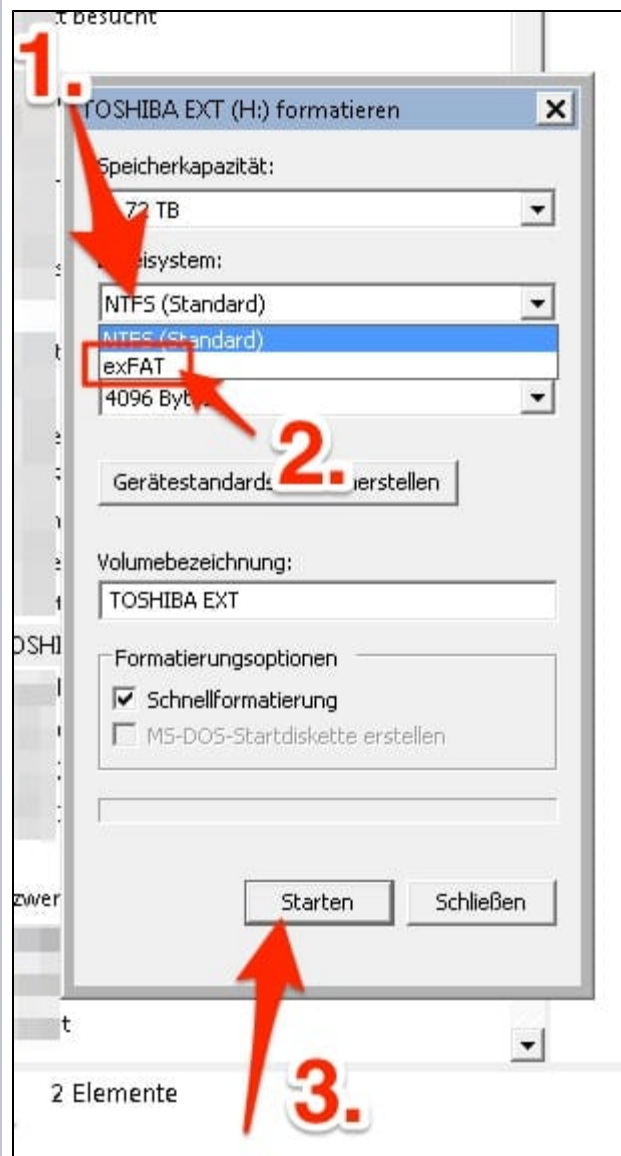 t besucht
1.
TOSHIBA EXT (H:) formatieren
Speicherkapazität:
72 TB
eisystem:
NTFS (Standard)
NTFS (Standard)
exFAT
4096 Byt
2.
Gerätestandards erstellen
Volumebezeichnung:
TOSHIBA EXT
OSHI
Formatierungsoptionen
Schnellformatierung
MS-DOS-Startdiskette erstellen
zwer
Starten
Schließen
t
2 Elemente
3.